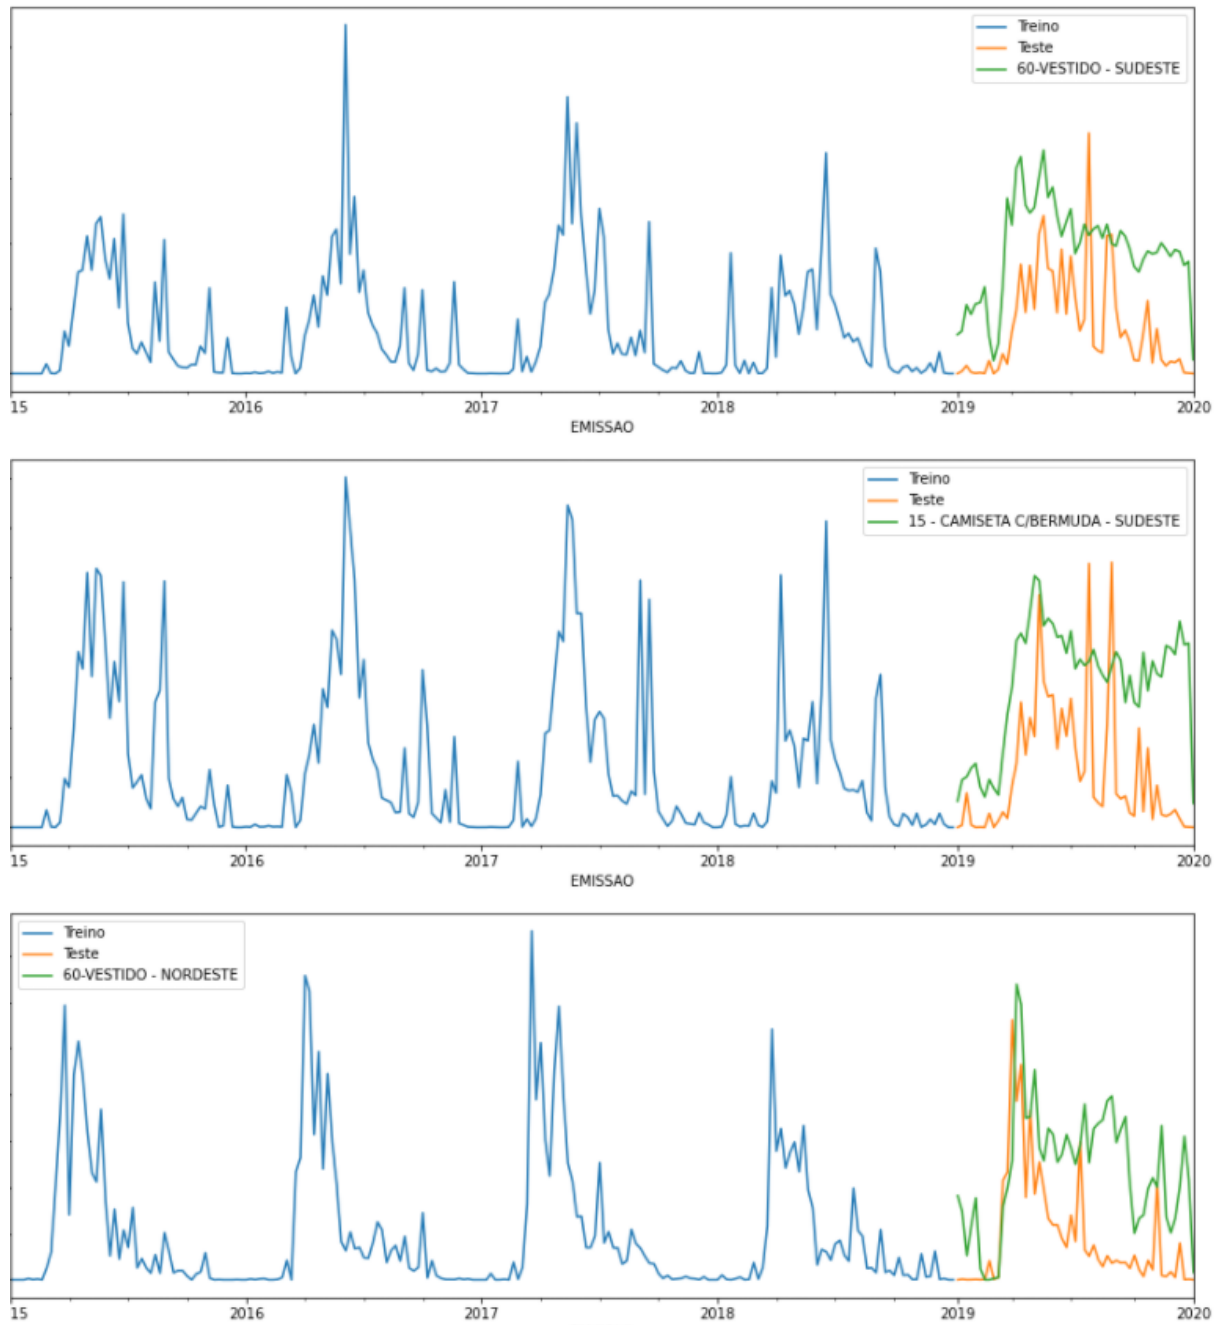 Treino
Teste
60-VESTIDO - SUDESTE
15 2016 2017 2018 2019 2020
EMISSAO
Treino
Teste
15 - CAMISETA C/BERMUDA - SUDESTE
15 2016 2017 2018 2019 2020
EMISSAO
Treino
Teste
60-VESTIDO - NORDESTE
15 2016 2017 2018 2019 2020